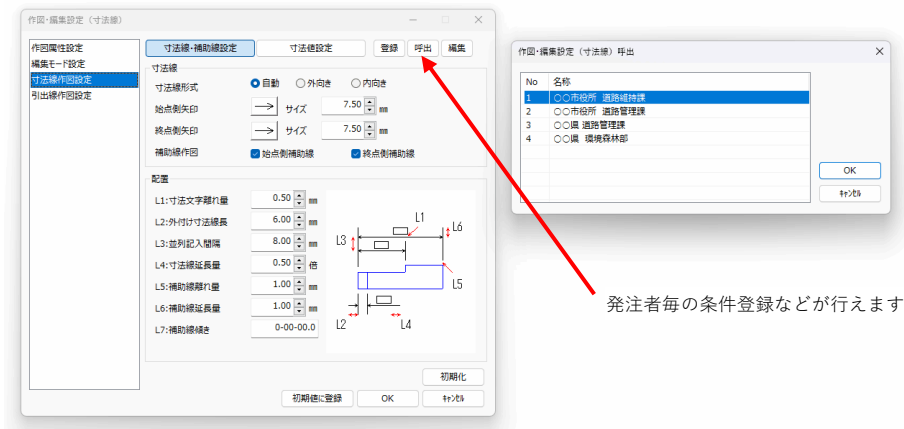 作図・編集設定（寸法線）
作図属性設定
編集モード設定
寸法線作図設定
引出線作図設定
寸法線・補助線設定 寸法値設定 登録 呼出 編集
寸法線
寸法線形式 自動 外向き 内向き
始点側矢印 サイズ 7.50 mm
終点側矢印 サイズ 7.50 mm
補助線作図 始点側補助線 終点側補助線
配置
L1:寸法文字離れ量 0.50 mm
L2:外付け寸法線長 6.00 mm
L3:並列記入間隔 8.00 mm
L4:寸法線延長量 0.50 倍
L5:補助線離れ量 1.00 mm
L6:補助線延長量 1.00 mm
L7:補助線傾き 0-00-00.0
L1
L6
L3
L5
L2 L4
初期化
初期値に登録 OK ｷｬﾝｾﾙ
作図・編集設定（寸法線）呼出
No 名称
1 〇〇市役所 道路維持課
2 〇〇市役所 道路管理課
3 〇〇県 道路管理課
4 〇〇県 環境森林部
OK
ｷｬﾝｾﾙ
発注者毎の条件登録などが行えます